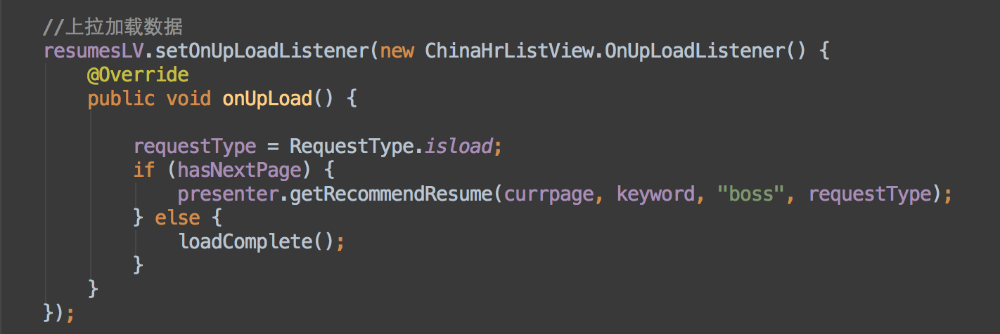 //上拉加载数据
resumesLV.setOnUpLoadListener(new ChinaHrListView.OnUpLoadListener() {
@Override
public void onUpLoad() {
requestType = RequestType.isload;
if (hasNextPage) {
presenter.getRecommendResume(currpage, keyword, "boss", requestType);
} else {
loadComplete();
}
}
});